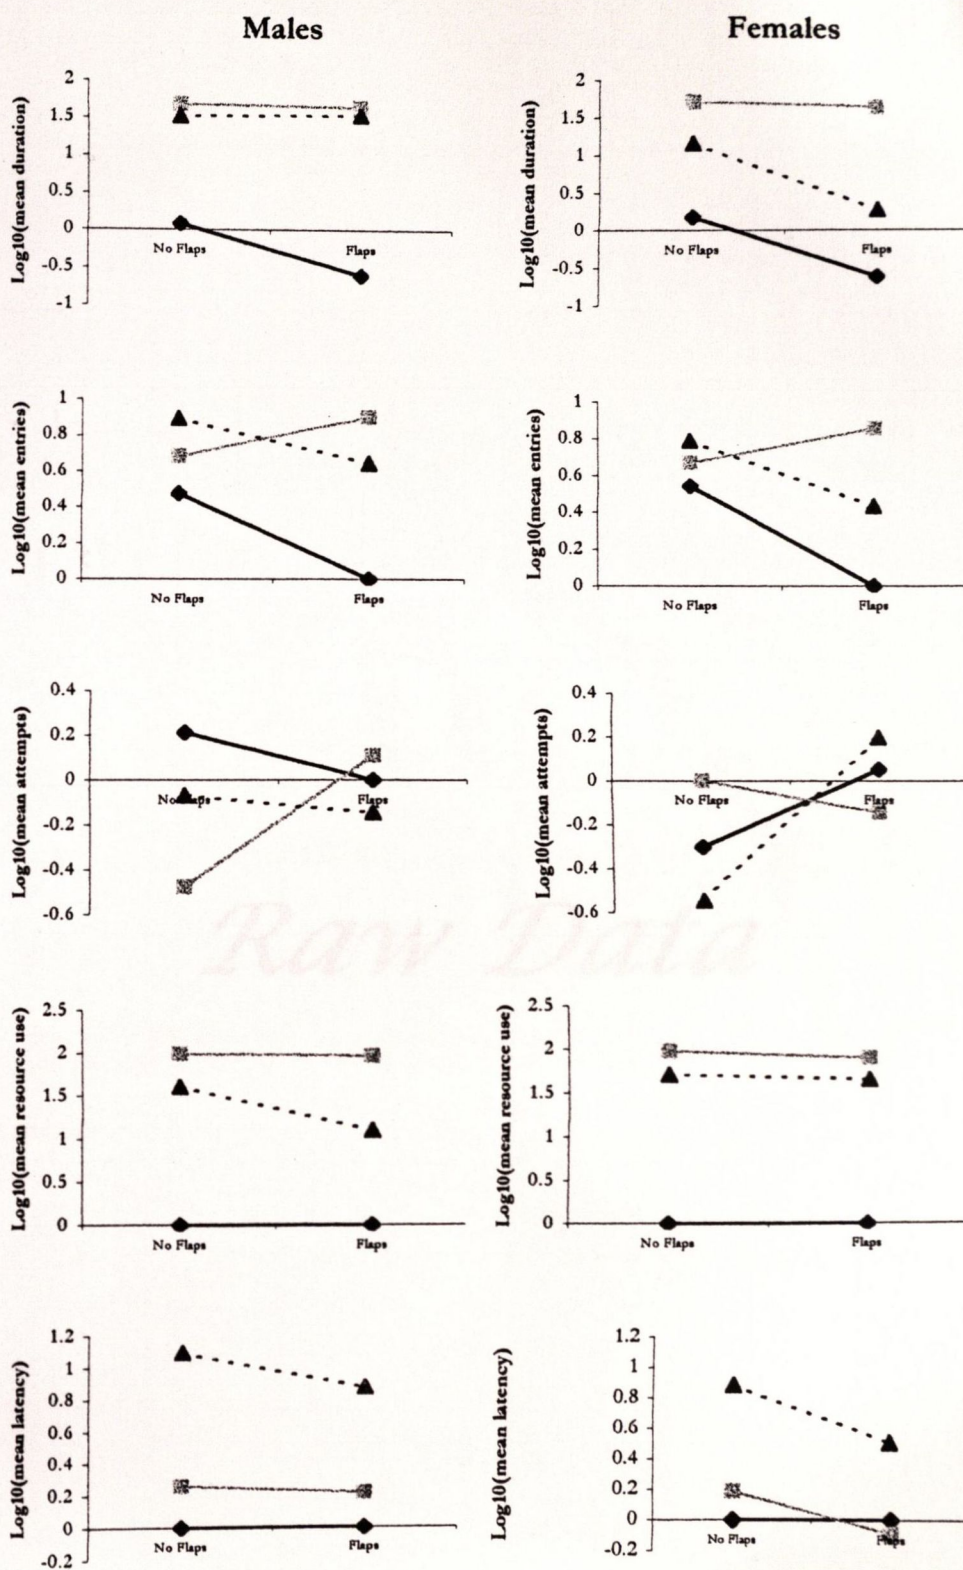 Males
Females
Log10(mean duration)
2
1.5
1
0.5
0
-0.5
-1
No Flaps
Flaps
Log10(mean duration)
2
1.5
1
0.5
0
-0.5
-1
No Flaps
Flaps
Log10(mean entries)
1
0.8
0.6
0.4
0.2
0
No Flaps
Flaps
Log10(mean entries)
1
0.8
0.6
0.4
0.2
0
No Flaps
Flaps
Log10(mean attempts)
0.4
0.2
0
-0.2
-0.4
-0.6
No Flaps
Flaps
Log10(mean attempts)
0.4
0.2
0
-0.2
-0.4
-0.6
No Flaps
Flaps
Raw Data
Log10(mean resource use)
2.5
2
1.5
1
0.5
0
No Flaps
Flaps
Log10(mean resource use)
2.5
2
1.5
1
0.5
0
No Flaps
Flaps
Log10(mean latency)
1.2
1
0.8
0.6
0.4
0.2
0
-0.2
No Flaps
Flaps
Log10(mean latency)
1.2
1
0.8
0.6
0.4
0.2
0
-0.2
No Flaps
Flaps